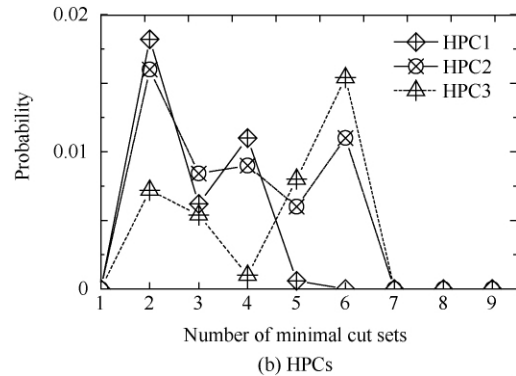 0.02
HPC1
HPC2
HPC3
Probability
0.01
0
1 2 3 4 5 6 7 8 9
Number of minimal cut sets
(b) HPCs